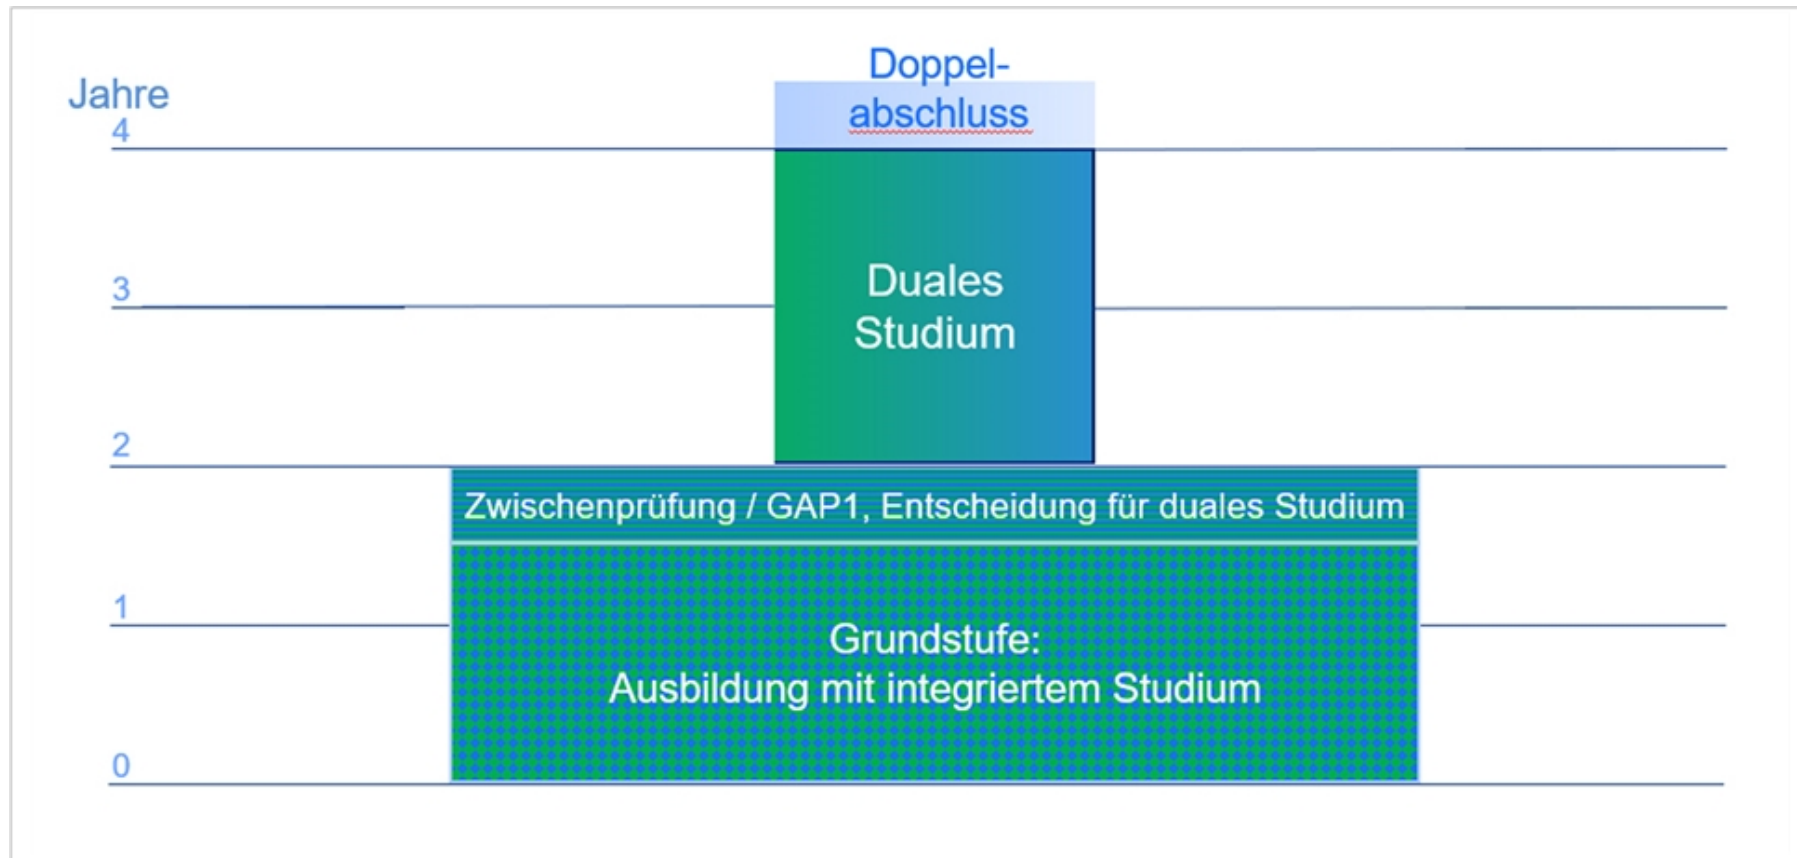 Doppel-
abschluss
Jahre
4
Duales
Studium
3
2
Zwischenprüfung / GAP1, Entscheidung für duales Studium
1
Grundstufe:
Ausbildung mit integriertem Studium
0